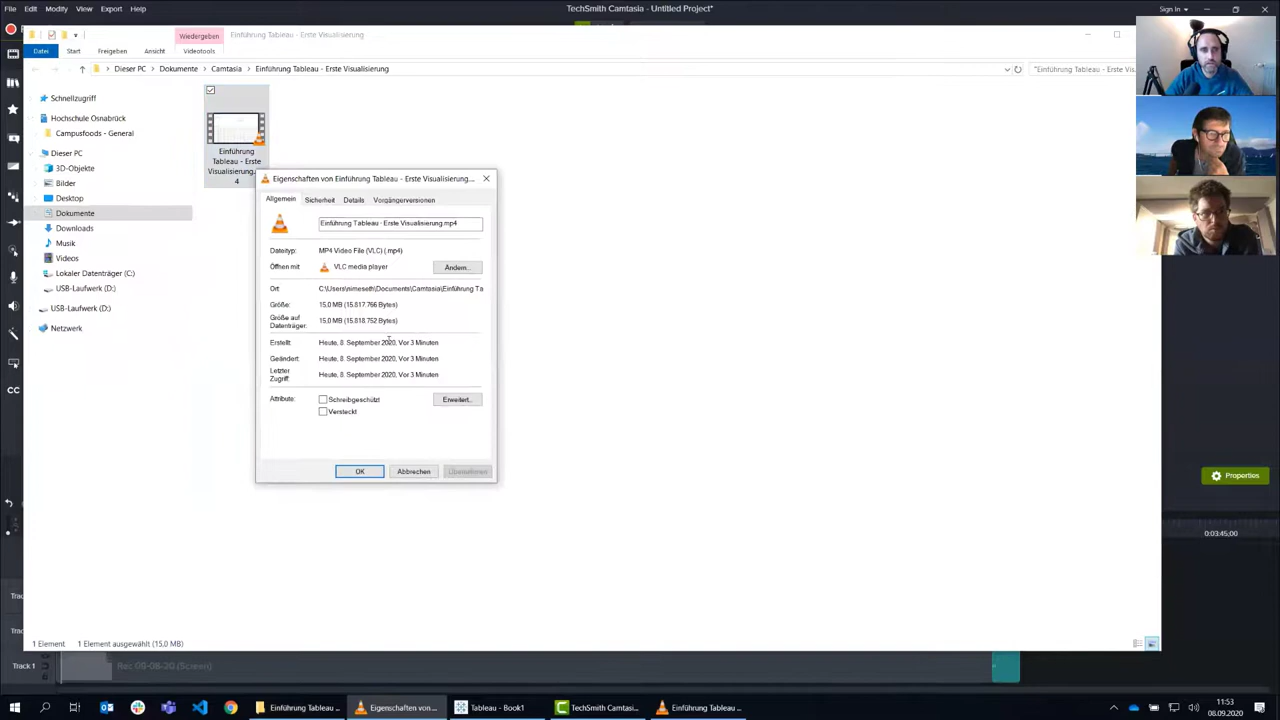 File Edit Modify View Export Help
TechSmith Camtasia - Untitled Project*
Sign In
Wiedergeben
Einführung Tableau - Erste Visualisierung
Datei Start Freigeben Ansicht Videotools
Dieser PC Dokumente Camtasia Einführung Tableau - Erste Visualisierung
"Einführung Tableau - Erste Visu...
Schnellzugriff
Hochschule Osnabrück
Campusfoods - General
Dieser PC
3D-Objekte
Bilder
Desktop
Dokumente
Downloads
Musik
Videos
Lokaler Datenträger (C:)
USB-Laufwerk (D:)
USB-Laufwerk (D:)
Netzwerk
Einführung
Tableau - Erste
Visualisierung....
4
Eigenschaften von Einführung Tableau - Erste Visualisierung....
Allgemein Sicherheit Details Vorgängerversionen
Einführung Tableau - Erste Visualisierung.mp4
Dateityp: MP4 Video File (VLC) (.mp4)
Öffnen mit VLC media player Ändern...
Ort C:\Users\nimeseth\Documents\Camtasia\Einführung Ta
Größe: 15,0 MB (15.817.766 Bytes)
Größe auf
Datenträger: 15,0 MB (15.818.752 Bytes)
Erstellt: Heute, 8. September 2020, Vor 3 Minuten
Geändert: Heute, 8. September 2020, Vor 3 Minuten
Letzter
Zugriff: Heute, 8. September 2020, Vor 3 Minuten
Attribute: Schreibgeschützt Erweitert...
Versteckt
OK Abbrechen Übernehmen
CC
Properties
0:03:45;00
1 Element 1 Element ausgewählt (15,0 MB)
Track 1
Einführung Tableau ... Eigenschaften von... Tableau - Book1 TechSmith Camtasi... Einführung Tableau ...
11:53
08.09.2020